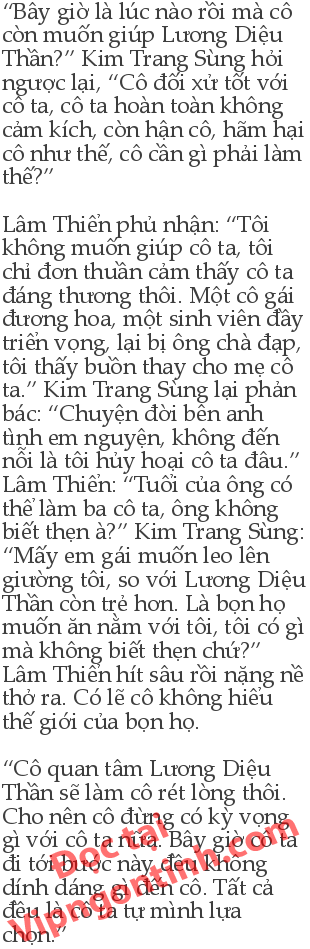 “Bây giờ là lúc nào rồi mà cô
còn muốn giúp Lương Diệu
Thần?” Kim Trang Sùng hỏi
ngược lại, “Cô đối xử tốt với
cô ta, cô ta hoàn toàn không
cảm kích, còn hận cô, hãm hại
cô như thế, cô cần gì phải làm
thế?”
Lâm Thiển phủ nhận: “Tôi
không muốn giúp cô ta, tôi
chỉ đơn thuần cảm thấy cô ta
đáng thương thôi. Một cô gái
đương hoa, một sinh viên đầy
triển vọng, lại bị ông chà đạp,
tôi thấy buồn thay cho mẹ cô
ta.” Kim Trang Sùng lại phản
bác: “Chuyện đời bên anh
tình em nguyện, không đến
nỗi là tôi hủy hoại cô ta đâu.”
Lâm Thiển: “Tuổi của ông có
thể làm ba cô ta, ông không
biết thẹn à?” Kim Trang Sùng:
“Mấy em gái muốn leo lên
giường tôi, so với Lương Diệu
Thần còn trẻ hơn. Là bọn họ
muốn ăn nằm với tôi, tôi có gì
mà không biết thẹn chứ?”
Lâm Thiển hít sâu rồi nặng nề
thở ra. Có lẽ cô không hiểu
thế giới của bọn họ.
“Cô quan tâm Lương Diệu
Thần sẽ làm cô rét lòng thôi.
Cho nên cô đừng có kỳ vọng
gì với cô ta nữa. Bây giờ cô ta
đi tới bước này đều không
dính dáng gì đến cô. Tất cả
đều là cô ta tự mình lựa
chọn.”
Đọc tại
Vipngontinh.com